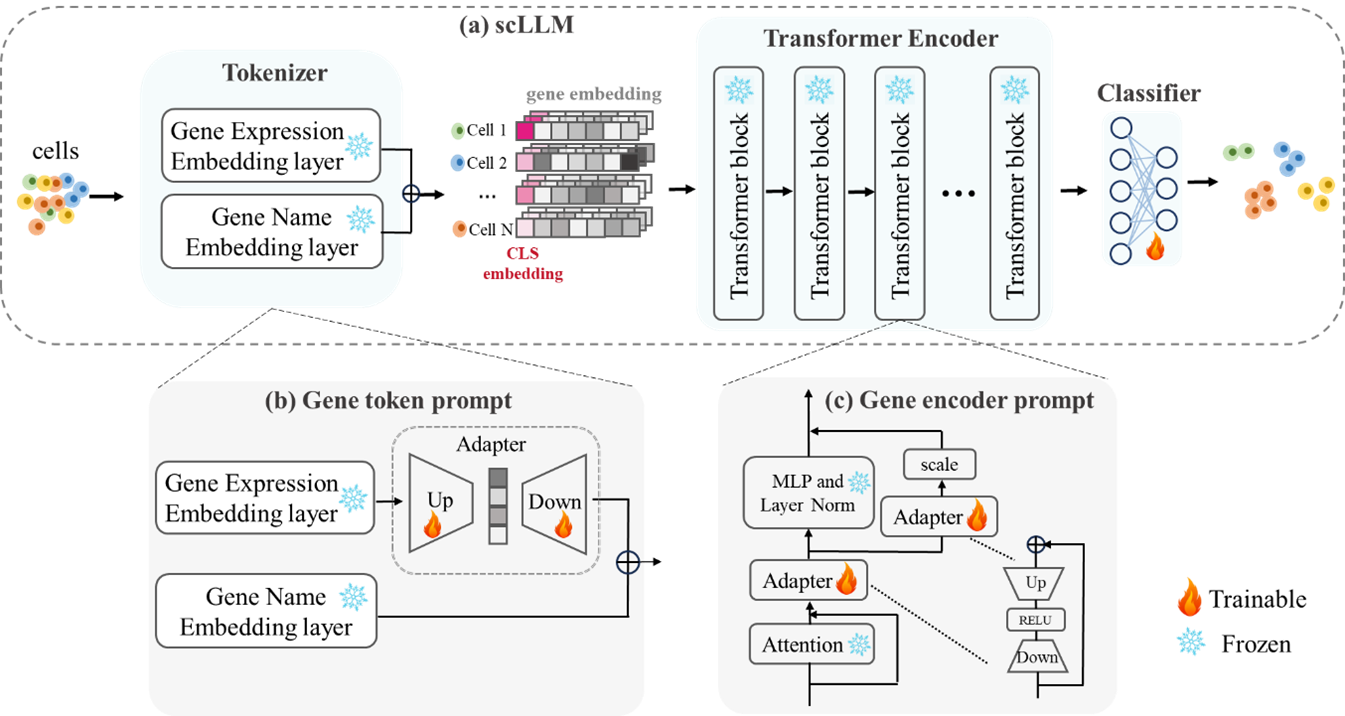 (a) scLLM
Tokenizer
Gene Expression
Embedding layer
Gene Name
Embedding layer
cells
gene embedding
Cell 1
Cell 2
...
Cell N
CLS
embedding
Transformer Encoder
Transformer block
Transformer block
Transformer block
...
Transformer block
Classifier
(b) Gene token prompt
Adapter
Gene Expression
Embedding layer
Up
Down
Gene Name
Embedding layer
(c) Gene encoder prompt
scale
MLP and
Layer Norm
Adapter
Adapter
Attention
Up
RELU
Down
Trainable
Frozen